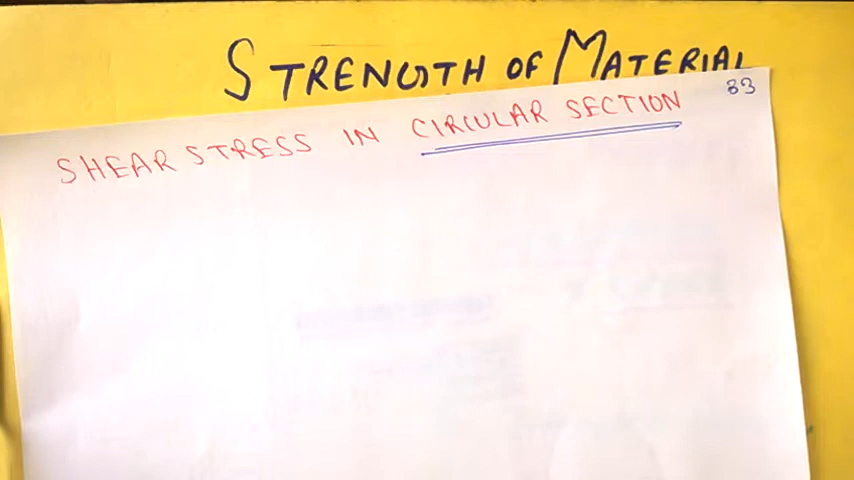 STRENGTH OF MATERIAL
83
SHEAR STRESS IN CIRCULAR SECTION